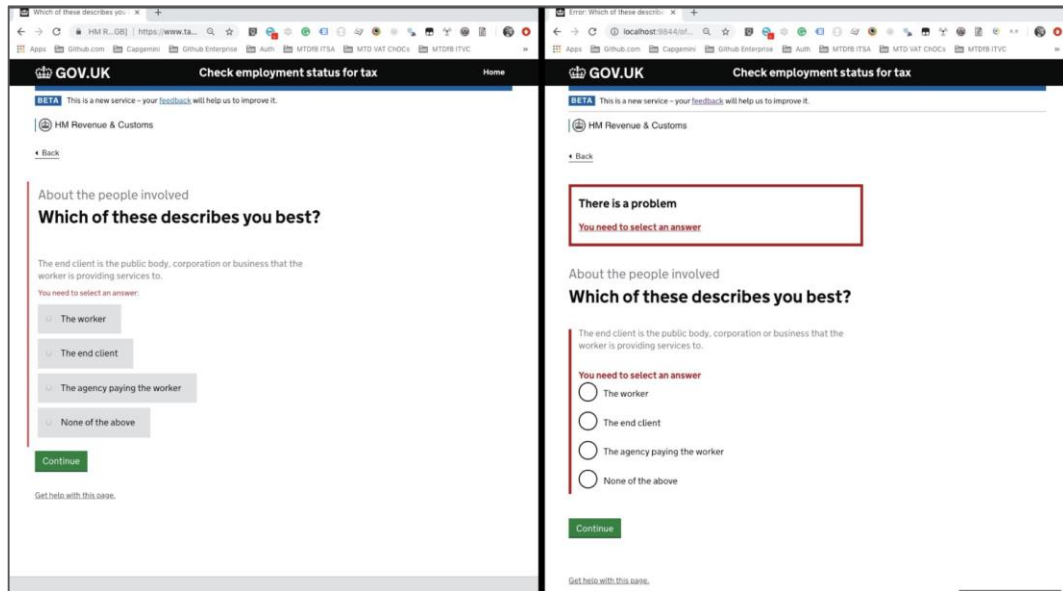 Which of these describes you
HM R...GB] | https://www.ta...
Apps Github.com Capgemini Github Enterprise Auth MTDfB ITSA MTD VAT ChOCs MTDfB ITVC »
GOV.UK Check employment status for tax Home
BETA This is a new service – your feedback will help us to improve it.
HM Revenue & Customs
Back
About the people involved
Which of these describes you best?
The end client is the public body, corporation or business that the
worker is providing services to.
You need to select an answer.
The worker
The end client
The agency paying the worker
None of the above
Continue
Get help with this page.
Error: Which of these describ
localhost:9844/of...
Apps Github.com Capgemini Github Enterprise Auth MTDfB ITSA MTD VAT ChOCs MTDfB ITVC »
GOV.UK Check employment status for tax
BETA This is a new service – your feedback will help us to improve it.
HM Revenue & Customs
Back
There is a problem
You need to select an answer
About the people involved
Which of these describes you best?
The end client is the public body, corporation or business that the
worker is providing services to.
You need to select an answer
The worker
The end client
The agency paying the worker
None of the above
Continue
Get help with this page.